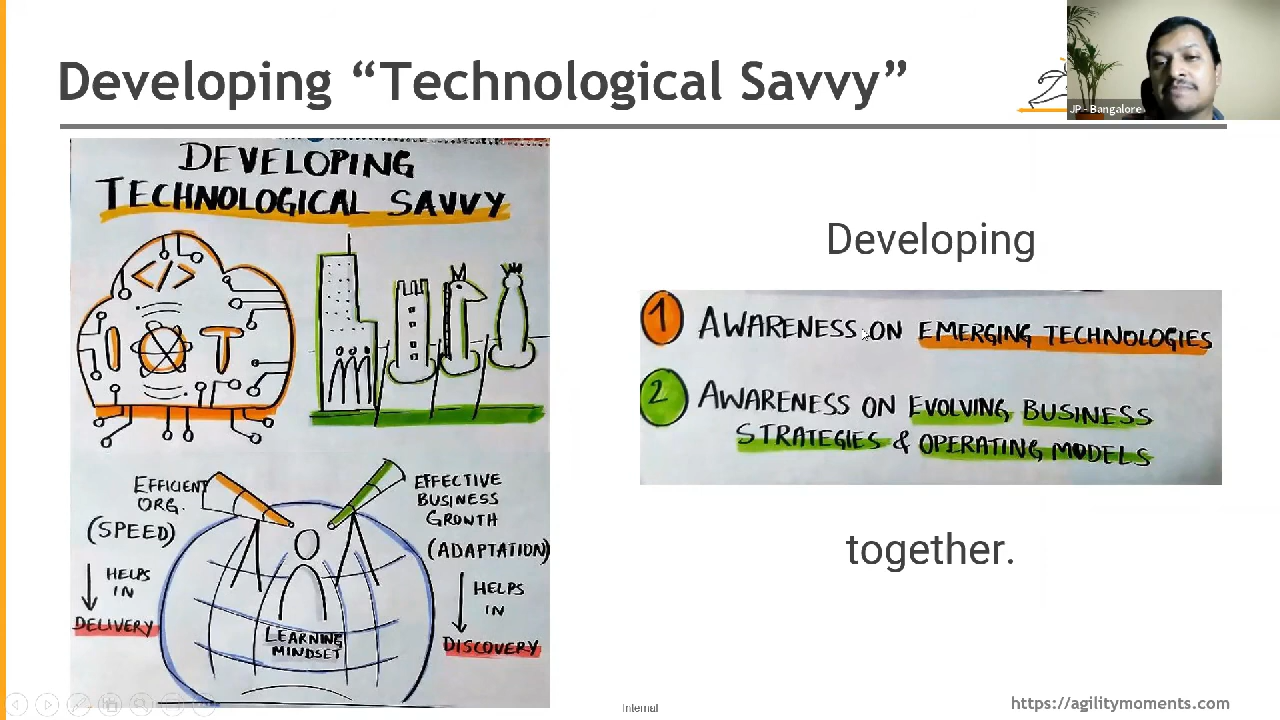 Developing “Technological Savvy”
JP - Bangalore
DEVELOPING
TECHNOLOGICAL SAVVY
</>
IOT
EFFICIENT
ORG.
(SPEED)
HELPS
IN
DELIVERY
EFFECTIVE
BUSINESS
GROWTH
(ADAPTATION)
HELPS
IN
DISCOVERY
LEARNING
MINDSET
Developing
1 AWARENESS ON EMERGING TECHNOLOGIES
2 AWARENESS ON EVOLVING BUSINESS
STRATEGIES & OPERATING MODELS
together.
Internal
https://agilitymoments.com